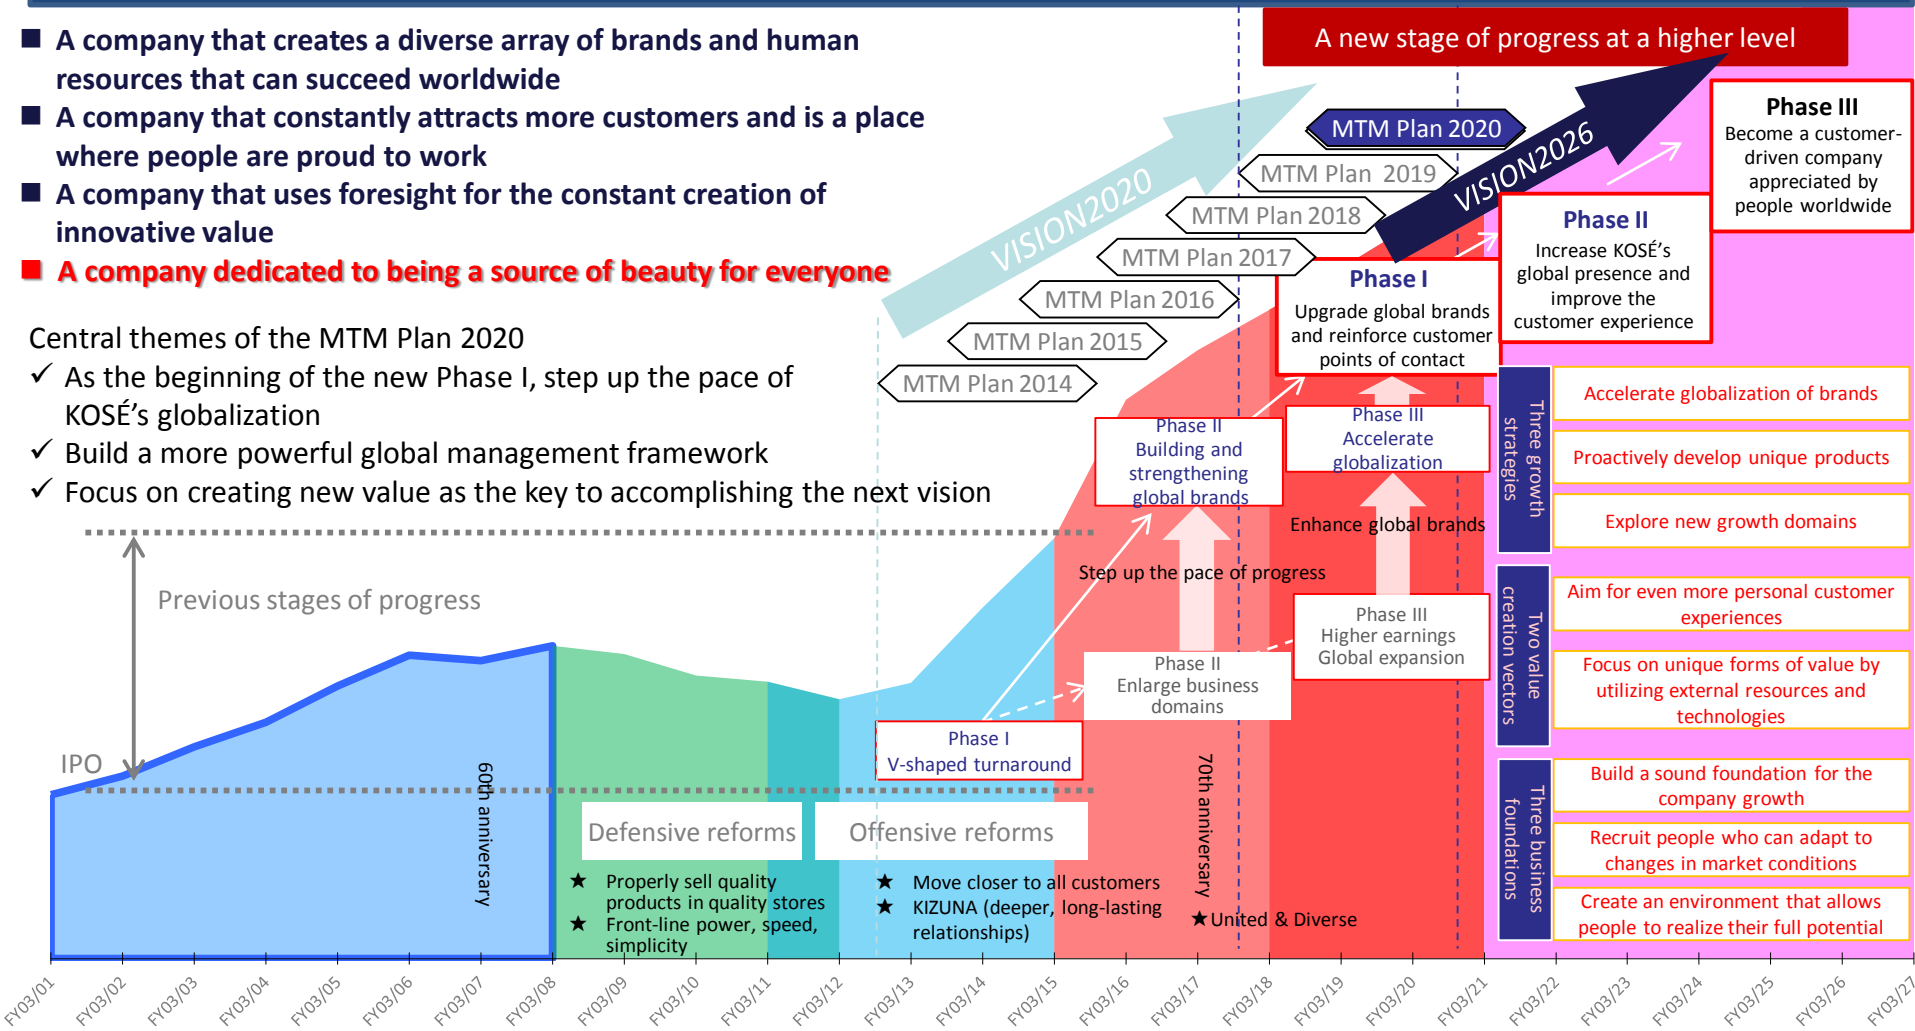 A new stage of progress at a higher level
■ A company that creates a diverse array of brands and human
resources that can succeed worldwide
■ A company that constantly attracts more customers and is a place
where people are proud to work
■ A company that uses foresight for the constant creation of
innovative value
■ A company dedicated to being a source of beauty for everyone
Central themes of the MTM Plan 2020
✓ As the beginning of the new Phase I, step up the pace of
KOSÉ's globalization
✓ Build a more powerful global management framework
✓ Focus on creating new value as the key to accomplishing the next vision
VISION2020
VISION2026
MTM Plan 2020
MTM Plan 2019
MTM Plan 2018
MTM Plan 2017
MTM Plan 2016
MTM Plan 2015
MTM Plan 2014
Phase III
Become a customer-
driven company
appreciated by
people worldwide
Phase II
Increase KOSÉ's
global presence and
improve the
customer experience
Phase I
Upgrade global brands
and reinforce customer
points of contact
Phase II
Building and
strengthening
global brands
Phase III
Accelerate
globalization
Enhance global brands
Step up the pace of progress
Phase III
Higher earnings
Global expansion
Phase II
Enlarge business
domains
Phase I
V-shaped turnaround
Previous stages of progress
IPO
60th anniversary
70th anniversary
Defensive reforms
Offensive reforms
★ Properly sell quality
products in quality stores
★ Front-line power, speed,
simplicity
★ Move closer to all customers
★ KIZUNA (deeper, long-lasting
relationships)
★United & Diverse
Three growth
strategies
Accelerate globalization of brands
Proactively develop unique products
Explore new growth domains
Two value
creation vectors
Aim for even more personal customer
experiences
Focus on unique forms of value by
utilizing external resources and
technologies
Three business
foundations
Build a sound foundation for the
company growth
Recruit people who can adapt to
changes in market conditions
Create an environment that allows
people to realize their full potential
FY03/01
FY03/02
FY03/03
FY03/04
FY03/05
FY03/06
FY03/07
FY03/08
FY03/09
FY03/10
FY03/11
FY03/12
FY03/13
FY03/14
FY03/15
FY03/16
FY03/17
FY03/18
FY03/19
FY03/20
FY03/21
FY03/22
FY03/23
FY03/24
FY03/25
FY03/26
FY03/27